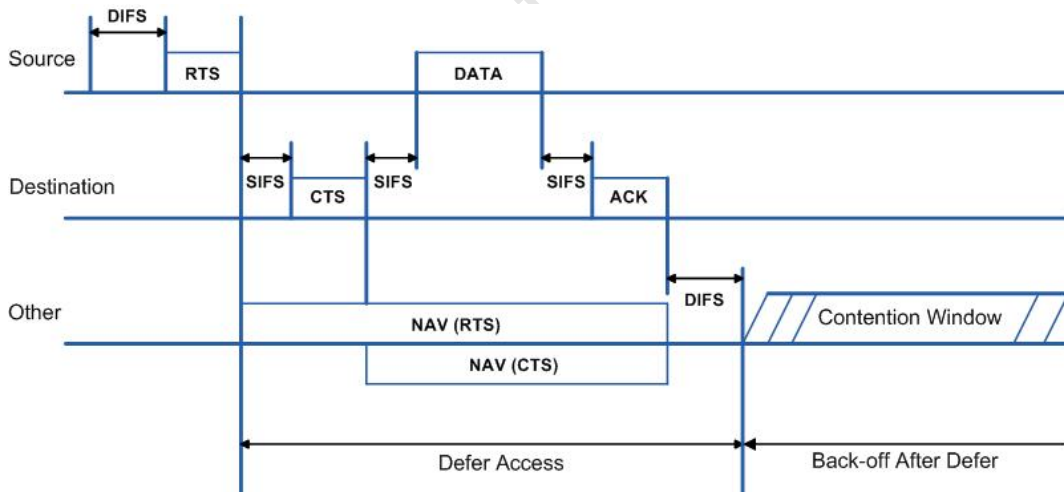 DIFS
Source
RTS
DATA
SIFS
SIFS
SIFS
Destination
CTS
ACK
DIFS
Other
NAV (RTS)
Contention Window
NAV (CTS)
Defer Access
Back-off After Defer